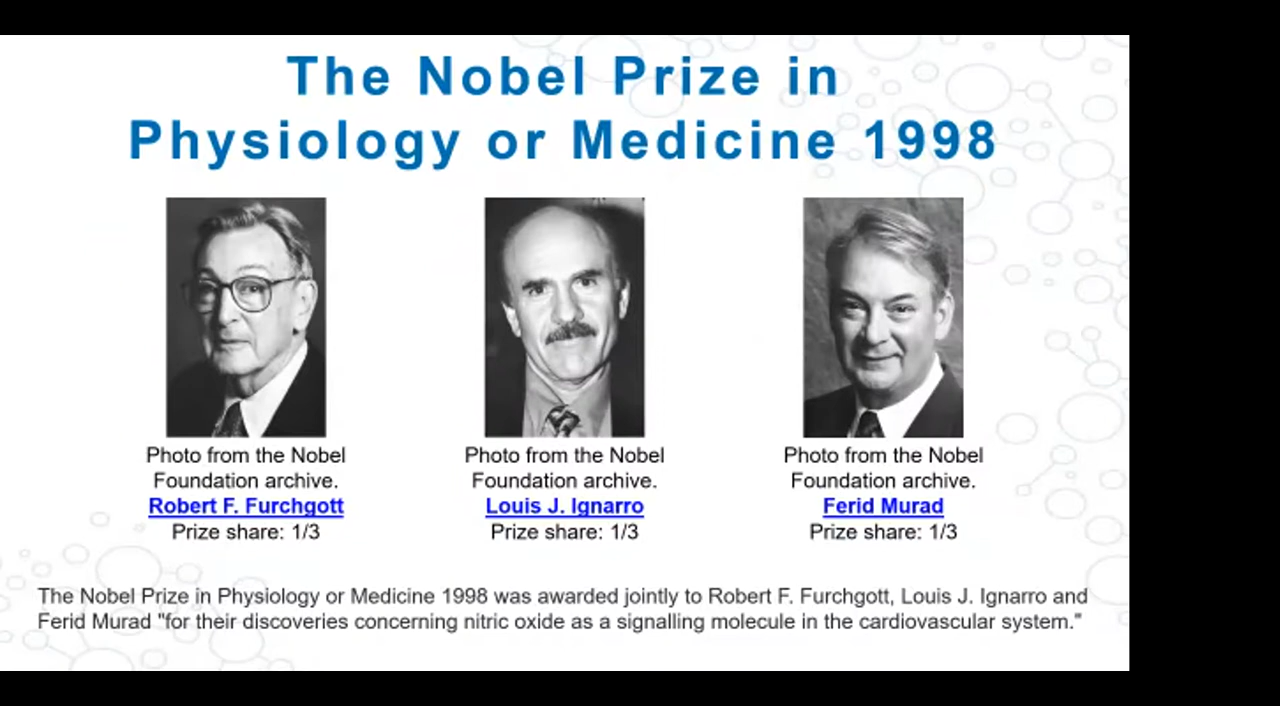 The Nobel Prize in
Physiology or Medicine 1998
Photo from the Nobel
Foundation archive.
Robert F. Furchgott
Prize share: 1/3
Photo from the Nobel
Foundation archive.
Louis J. Ignarro
Prize share: 1/3
Photo from the Nobel
Foundation archive.
Ferid Murad
Prize share: 1/3
The Nobel Prize in Physiology or Medicine 1998 was awarded jointly to Robert F. Furchgott, Louis J. Ignarro and
Ferid Murad "for their discoveries concerning nitric oxide as a signalling molecule in the cardiovascular system."